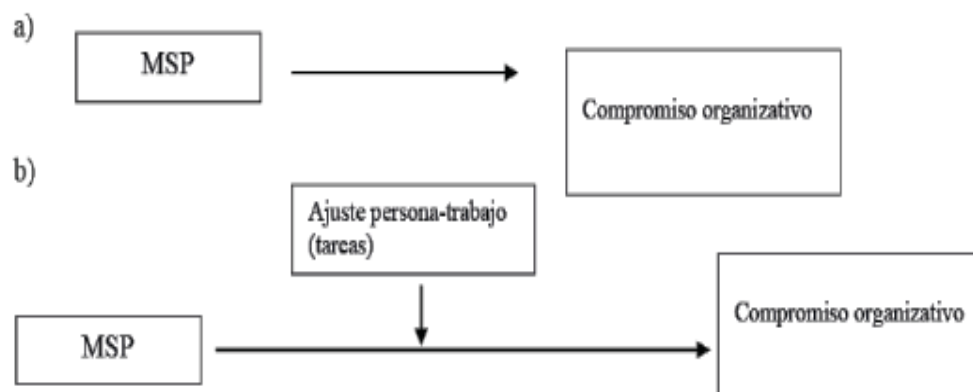 a)
MSP
Compromiso organizativo
b)
Ajuste persona-trabajo
(tareas)
MSP
Compromiso organizativo